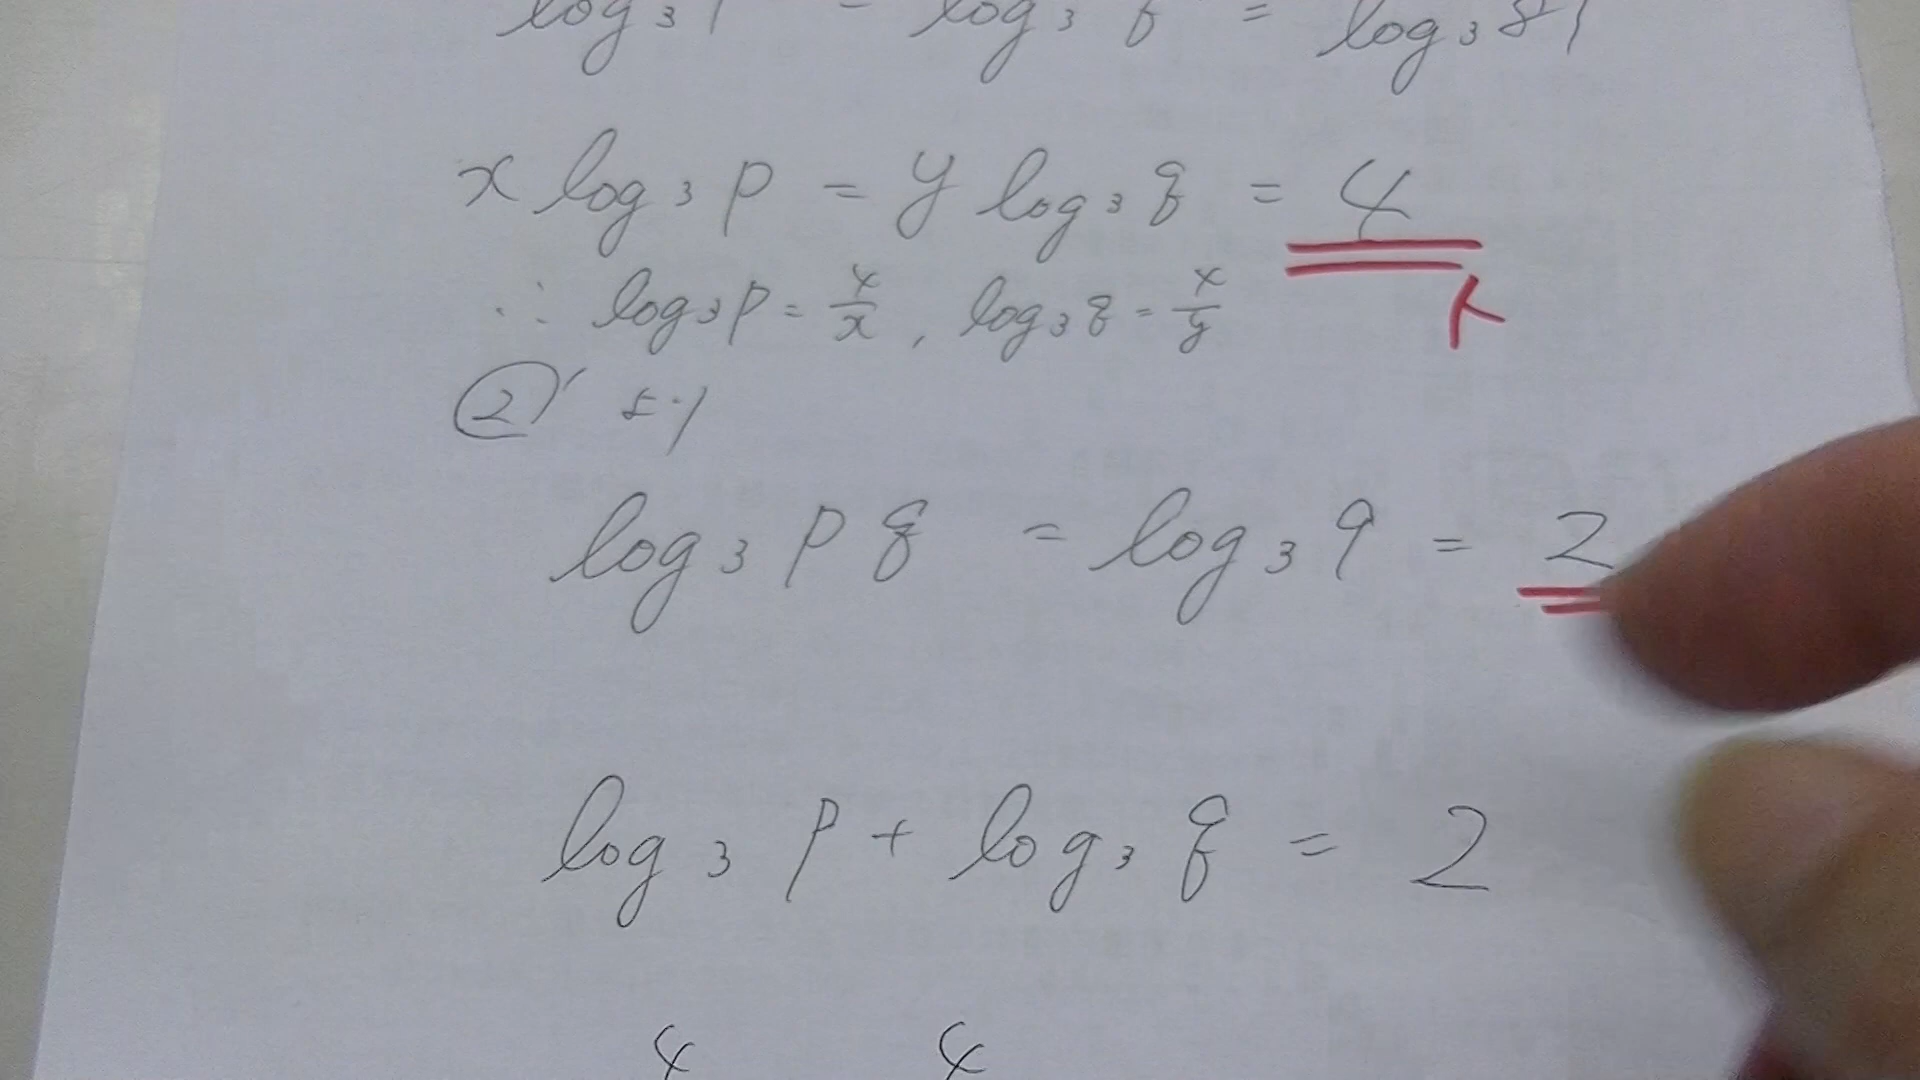 log₃ = log₃ = log₃ 81
x log₃ p = y log₃ q = 4
ト
∴ log₃ p = 4/x , log₃ q = 4/y
②′ より
log₃ p q = log₃ 9 = 2
log₃ p + log₃ q = 2
4 4